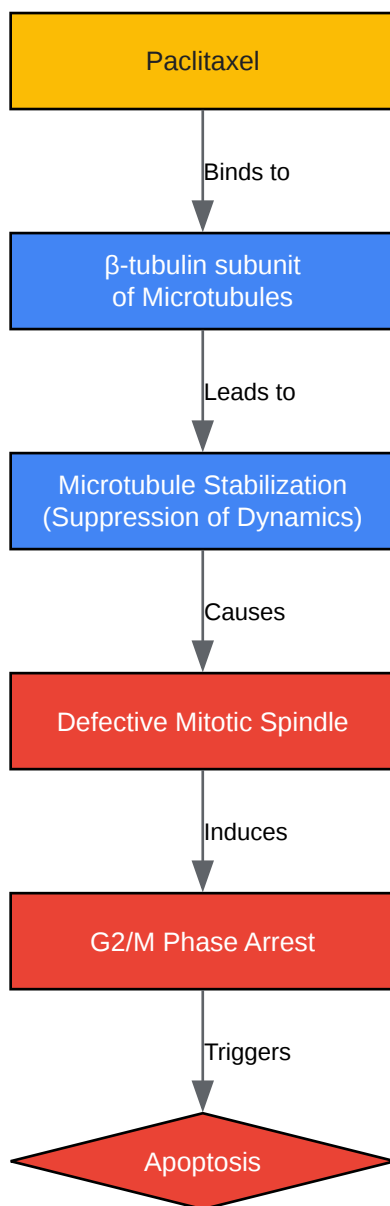 Paclitaxel
Binds to
β-tubulin subunit
of Microtubules
Leads to
Microtubule Stabilization
(Suppression of Dynamics)
Causes
Defective Mitotic Spindle
Induces
G2/M Phase Arrest
Triggers
Apoptosis